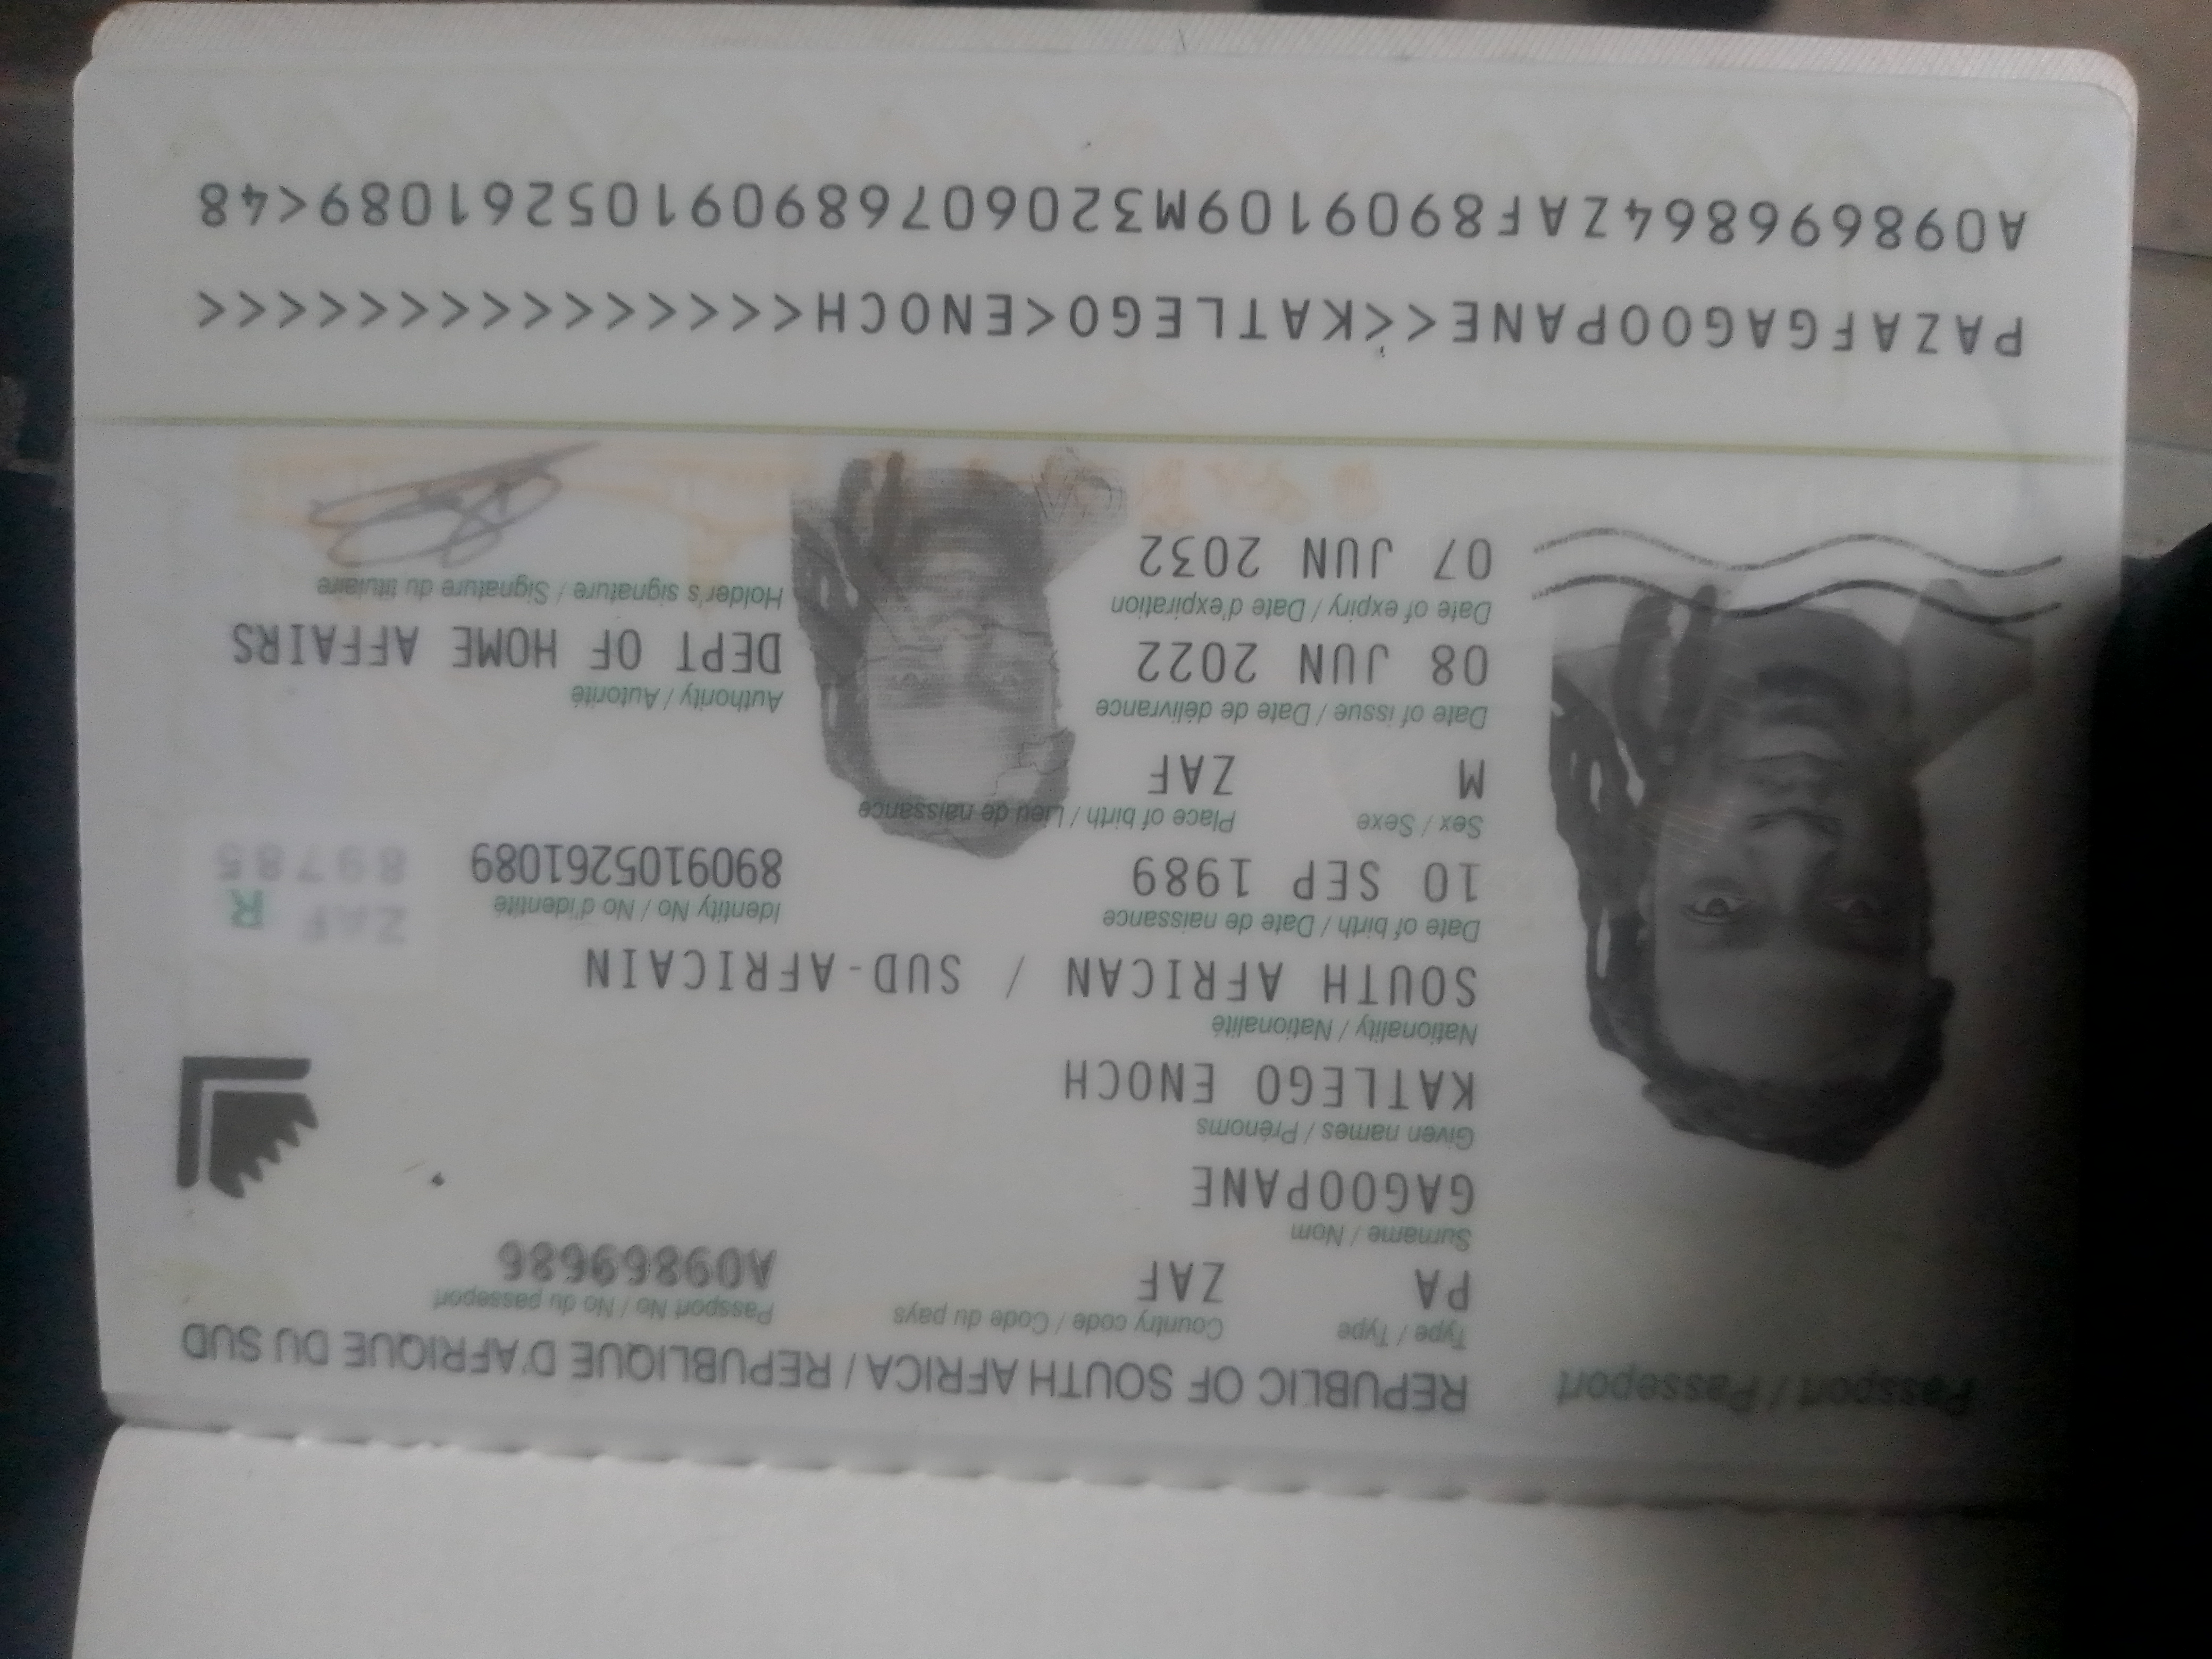 Passport / Passeport
REPUBLIC OF SOUTH AFRICA / REPUBLIQUE D'AFRIQUE DU SUD
Type / Type Country code / Code du pays Passport No / No du passeport
PA ZAF A09869686
Surname / Nom
GAGOOPANE
Given names / Prénoms
KATLEGO ENOCH
Nationality / Nationalité
SOUTH AFRICAN / SUD-AFRICAIN
Date of birth / Date de naissance Identity No / No d'identité
10 SEP 1989 8909105261089
ZAF R
89785
Sex / Sexe Place of birth / Lieu de naissance
M ZAF
Date of issue / Date de délivrance Authority / Autorité
08 JUN 2022 DEPT OF HOME AFFAIRS
Date of expiry / Date d'expiration Holder's signature / Signature du titulaire
07 JUN 2032
PAZAFGAGOOPANE<<KATLEGO<ENOCH<<<<<<<<<<<<<<<
A098696864ZAF8909109M32060768909105261089<48